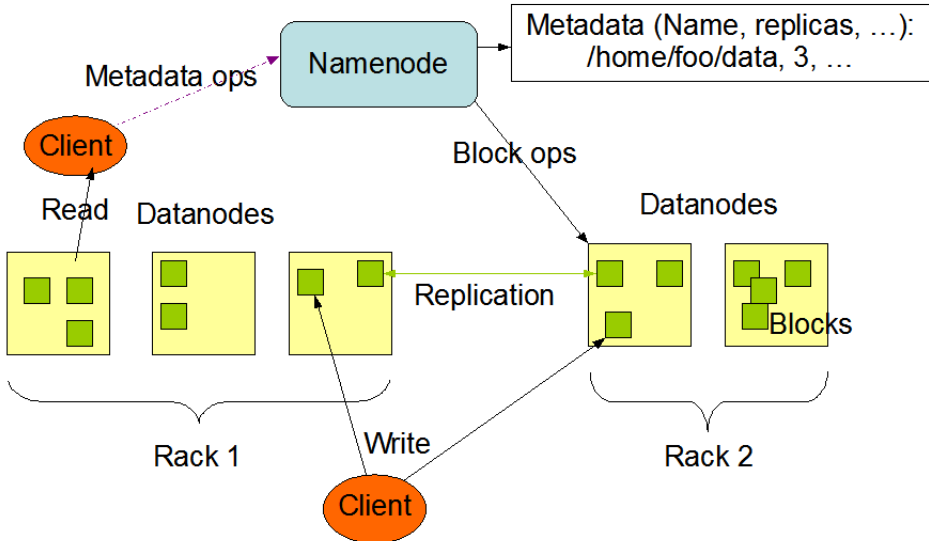 Metadata (Name, replicas, …):
/home/foo/data, 3, …
Namenode
Metadata ops
Client
Block ops
Read
Datanodes
Datanodes
Replication
Blocks
Rack 1
Write
Rack 2
Client